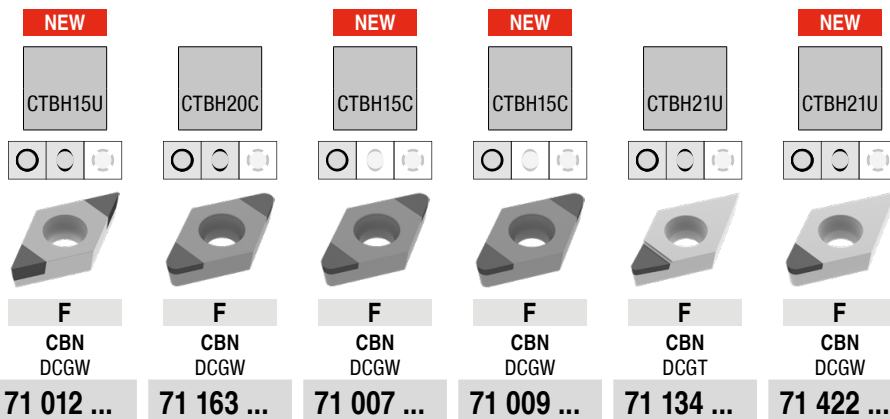 NEW NEW NEW NEW
CTBH15U CTBH20C CTBH15C CTBH15C CTBH21U CTBH21U
F F F F F F
CBN CBN CBN CBN CBN CBN
DCGW DCGW DCGW DCGW DCGT DCGW
71 012 ... 71 163 ... 71 007 ... 71 009 ... 71 134 ... 71 422 ...